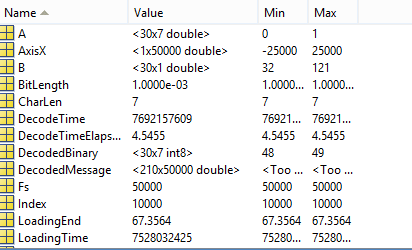 Name Value Min Max
A <30x7 double> 0 1
AxisX <1x50000 double> -25000 25000
B <30x1 double> 32 121
BitLength 1.0000e-03 1.0000... 1.0000...
CharLen 7 7 7
DecodeTime 7692157609 76921... 76921...
DecodeTimeElaps... 4.5455 4.5455 4.5455
DecodedBinary <30x7 int8> 48 49
DecodedMessage <210x50000 double> <Too ... <Too ...
Fs 50000 50000 50000
Index 10000 10000 10000
LoadingEnd 67.3564 67.3564 67.3564
LoadingTime 7528032425 75280... 75280...